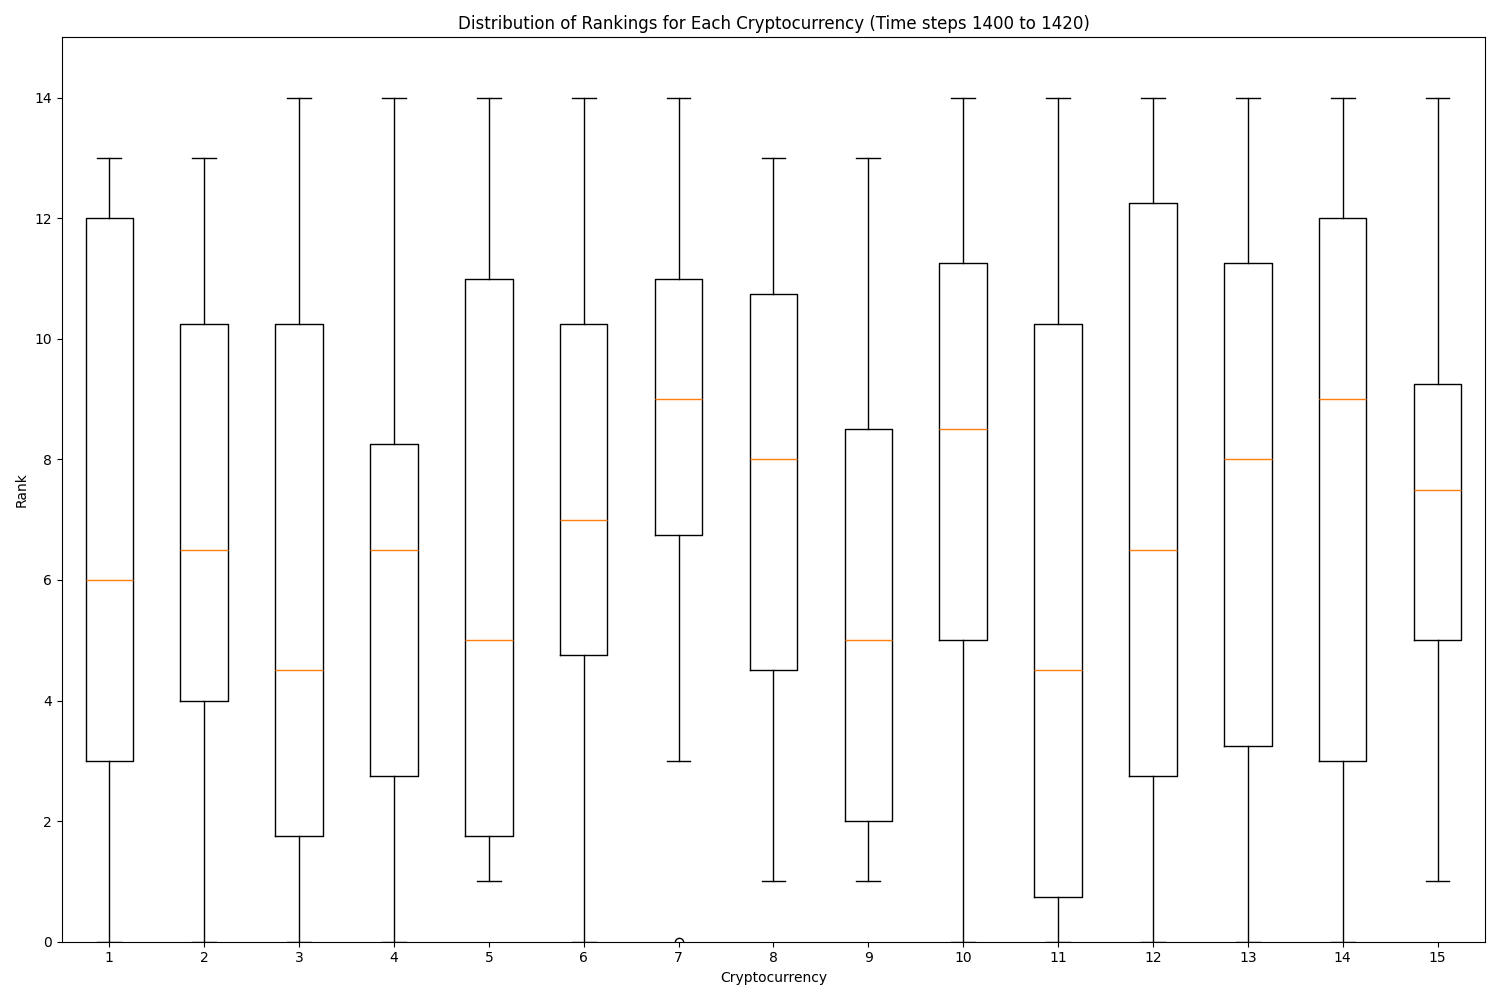 Distribution of Rankings for Each Cryptocurrency (Time steps 1400 to 1420)
Rank
14
12
10
8
6
4
2
0
1 2 3 4 5 6 7 8 9 10 11 12 13 14 15
Cryptocurrency